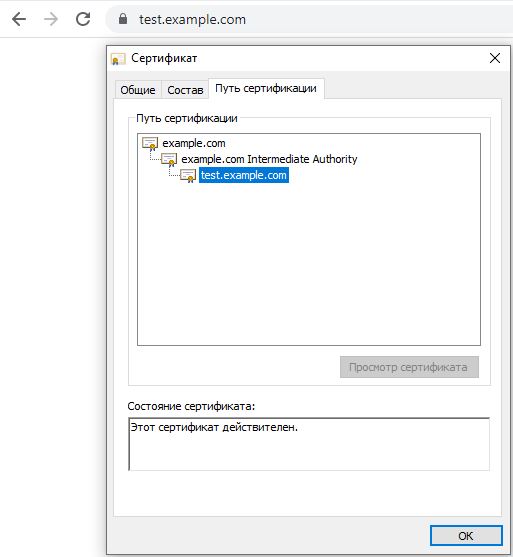 test.example.com
Сертификат
Общие Состав Путь сертификации
Путь сертификации
example.com
example.com Intermediate Authority
test.example.com
Просмотр сертификата
Состояние сертификата:
Этот сертификат действителен.
ОК